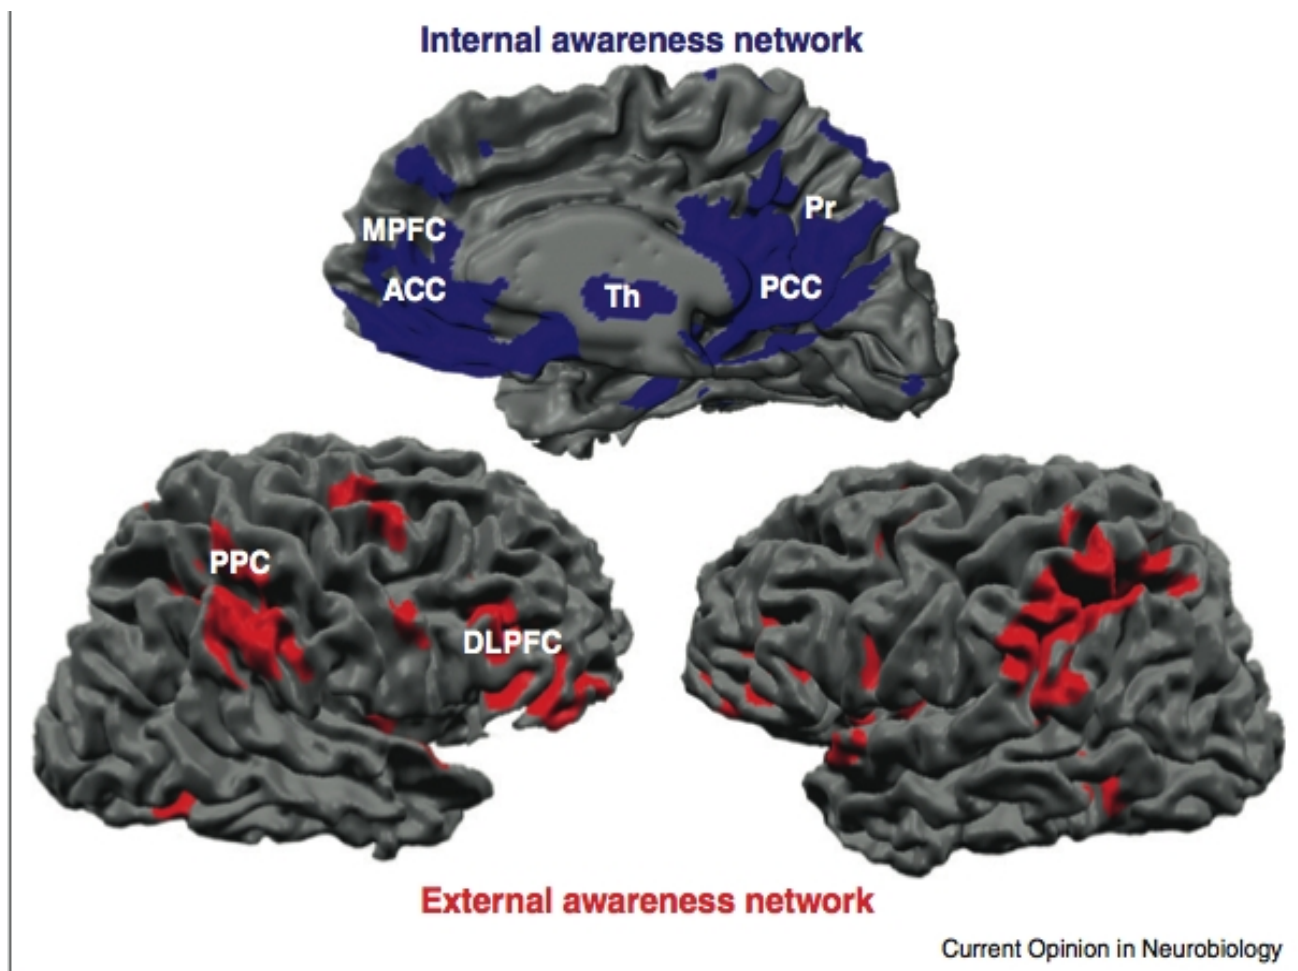 Internal awareness network
Pr
MPFC
ACC
Th
PCC
PPC
DLPFC
External awareness network
Current Opinion in Neurobiology